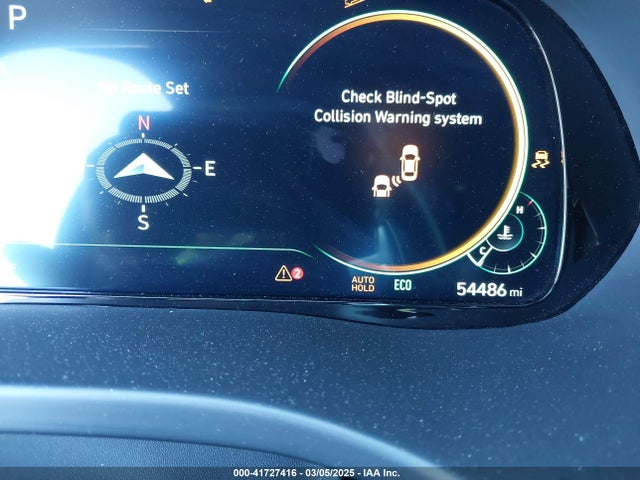 P
Route Set
N
E
S
Check Blind-Spot
Collision Warning system
H
C
2
AUTO
HOLD
ECO
54486 mi
000-41727416 • 03/05/2025 • IAA Inc.